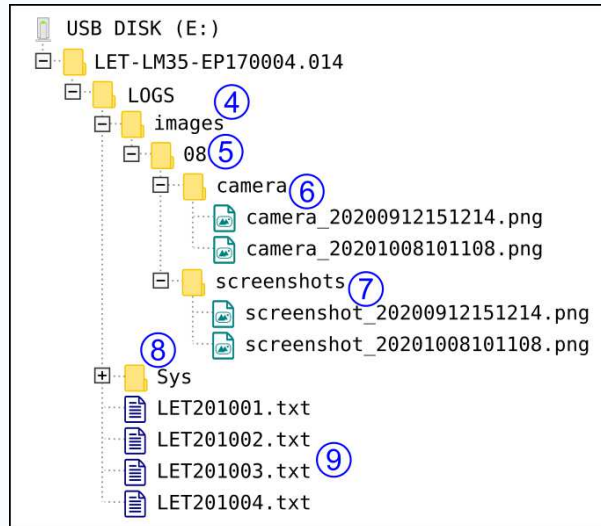 USB DISK (E:)
LET-LM35-EP170004.014
LOGS
4
images
08 5
camera 6
camera_20200912151214.png
camera_20201008101108.png
screenshots 7
screenshot_20200912151214.png
screenshot_20201008101108.png
8
Sys
LET201001.txt
LET201002.txt
LET201003.txt 9
LET201004.txt